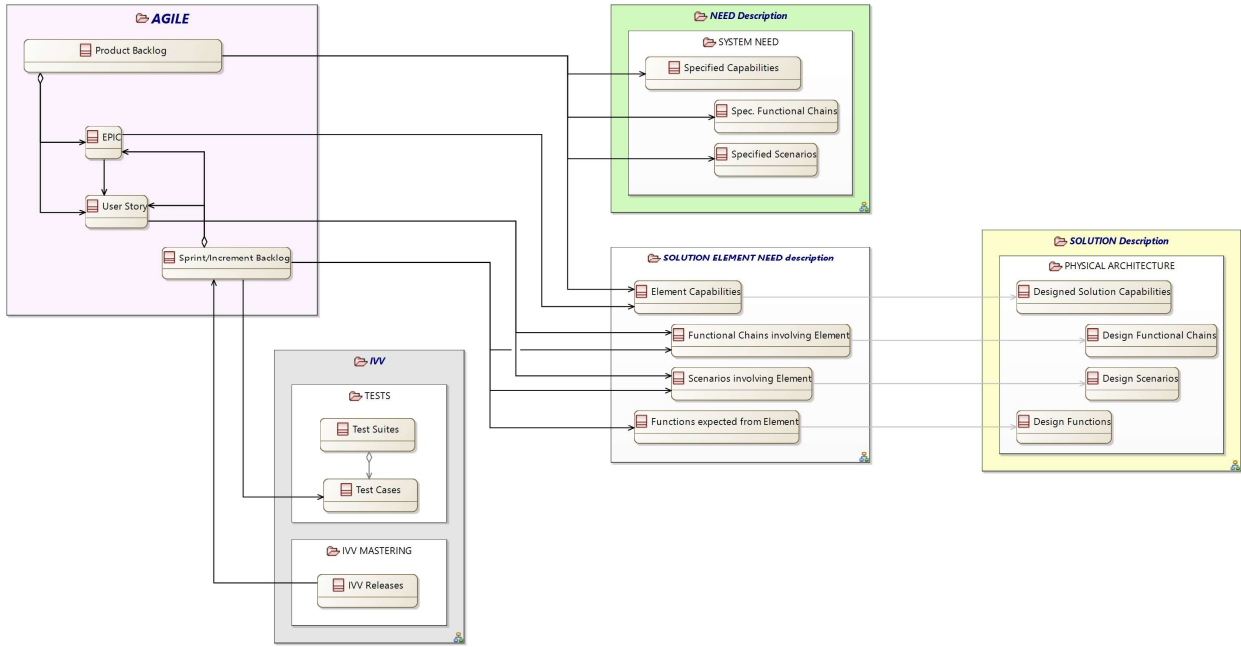 AGILE
Product Backlog
EPIC
User Story
Sprint/Increment Backlog
NEED Description
SYSTEM NEED
Specified Capabilities
Spec. Functional Chains
Specified Scenarios
SOLUTION ELEMENT NEED description
Element Capabilities
Functional Chains involving Element
Scenarios involving Element
Functions expected from Element
SOLUTION Description
PHYSICAL ARCHITECTURE
Designed Solution Capabilities
Design Functional Chains
Design Scenarios
Design Functions
IVV
TESTS
Test Suites
Test Cases
IVV MASTERING
IVV Releases